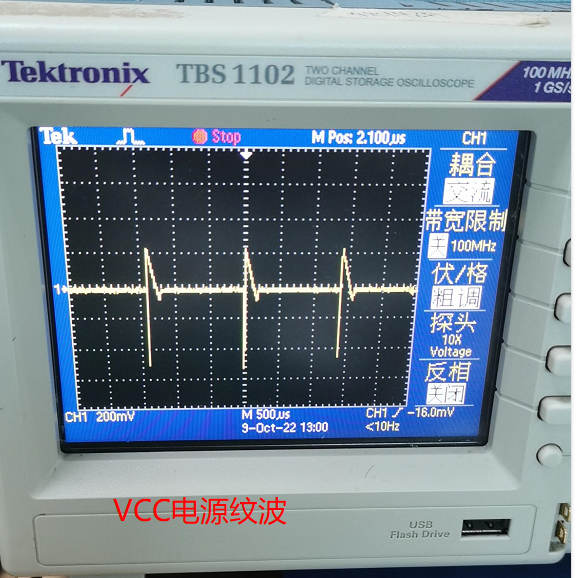 Tektronix TBS 1102 TWO CHANNEL
DIGITAL STORAGE OSCILLOSCOPE
100 MHz
1 GS/s
Tek Stop M Pos: 2.100µs CH1
耦合
交流
带宽限制
关 100MHz
伏/格
粗调
探头
10X
Voltage
反相
关闭
1
CH1 200mV M 500µs CH1 / -16.0mV
9-Oct-22 13:00 <10Hz
VCC电源纹波
USB
Flash Drive